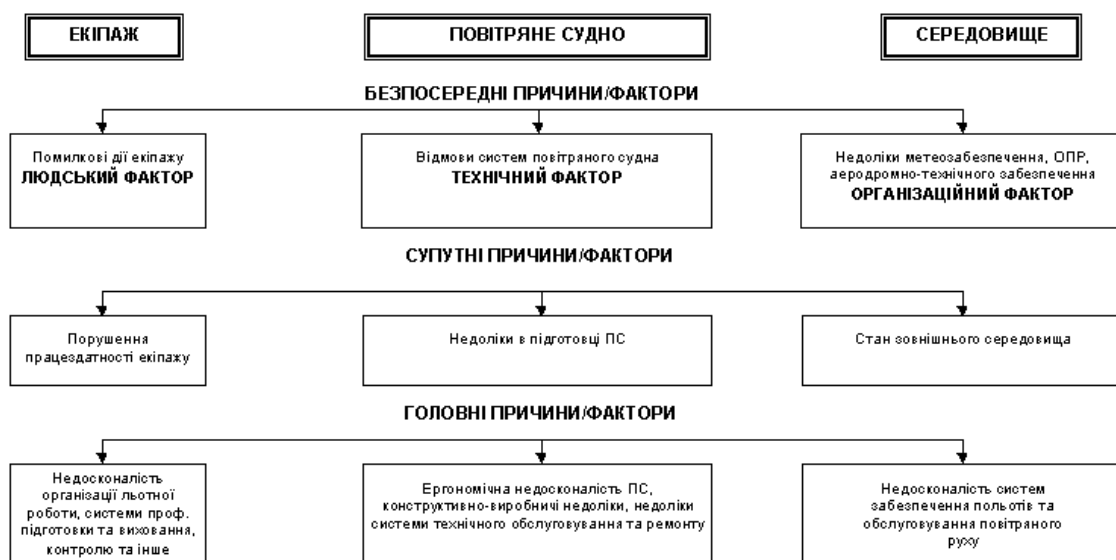 ЕКІПАЖ
ПОВІТРЯНЕ СУДНО
СЕРЕДОВИЩЕ
БЕЗПОСЕРЕДНІ ПРИЧИНИ/ФАКТОРИ
Помилкові дії екіпажу
ЛЮДСЬКИЙ ФАКТОР
Відмови систем повітряного судна
ТЕХНІЧНИЙ ФАКТОР
Недоліки метеозабезпечення, ОПР,
аеродромно-технічного забезпечення
ОРГАНІЗАЦІЙНИЙ ФАКТОР
СУПУТНІ ПРИЧИНИ/ФАКТОРИ
Порушення
працездатності екіпажу
Недоліки в підготовці ПС
Стан зовнішнього середовища
ГОЛОВНІ ПРИЧИНИ/ФАКТОРИ
Недосконалість
організації льотної
роботи, системи проф.
підготовки та виховання,
контролю та інше
Ергономічна недосконалість ПС,
конструктивно-виробничі недоліки, недоліки
системи технічного обслуговування та ремонту
Недосконалість систем
забезпечення польотів та
обслуговування повітряного
руху